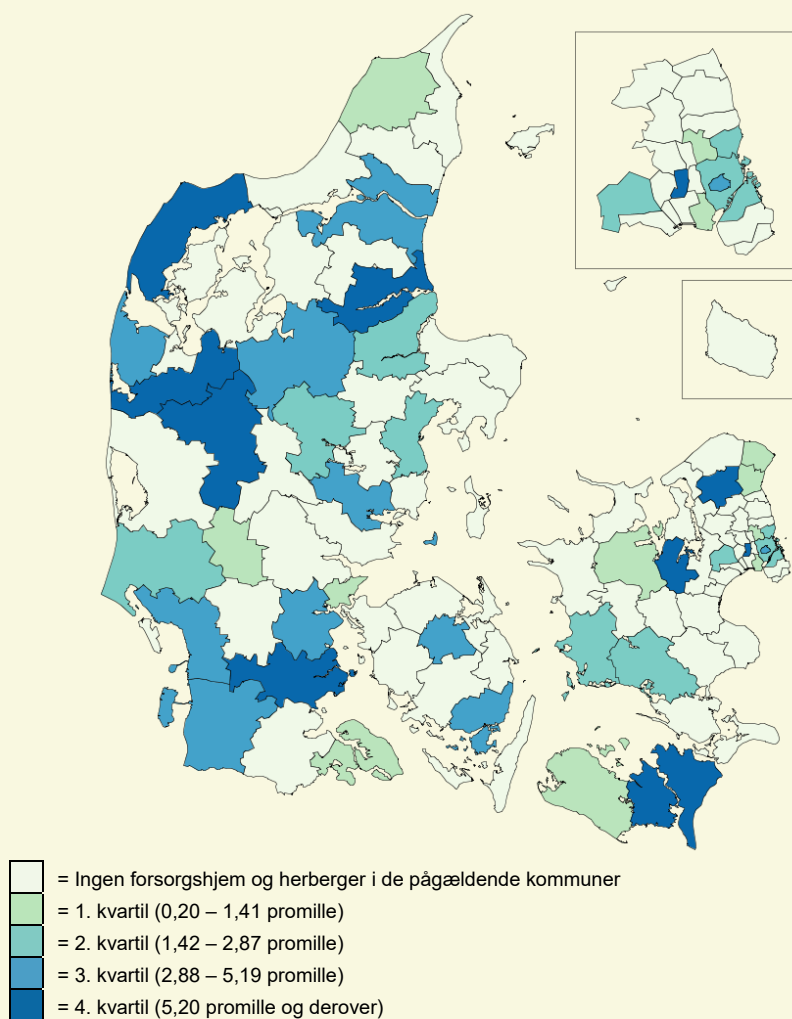 = Ingen forsorgshjem og herberger i de pågældende kommuner
= 1. kvartil (0,20 – 1,41 promille)
= 2. kvartil (1,42 – 2,87 promille)
= 3. kvartil (2,88 – 5,19 promille)
= 4. kvartil (5,20 promille og derover)